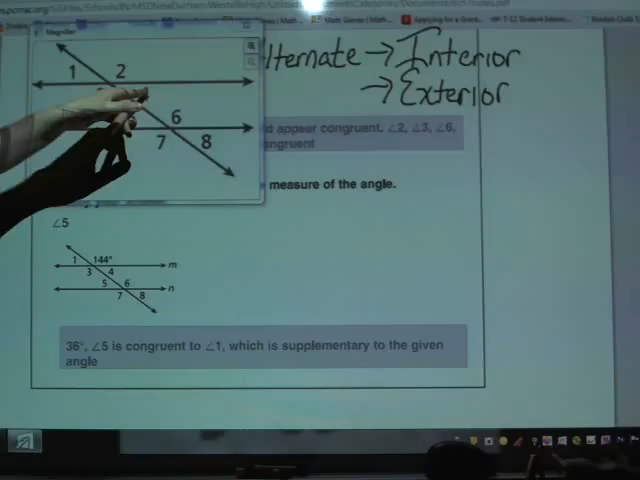 Magnifier
1 2
6
7 8
lternate → Interior
→ Exterior
d appear congruent. ∠2, ∠3, ∠6,
ongruent
measure of the angle.
∠5
1 144° m
3 4
5 6 n
7 8
36°, ∠5 is congruent to ∠1, which is supplementary to the given
angle